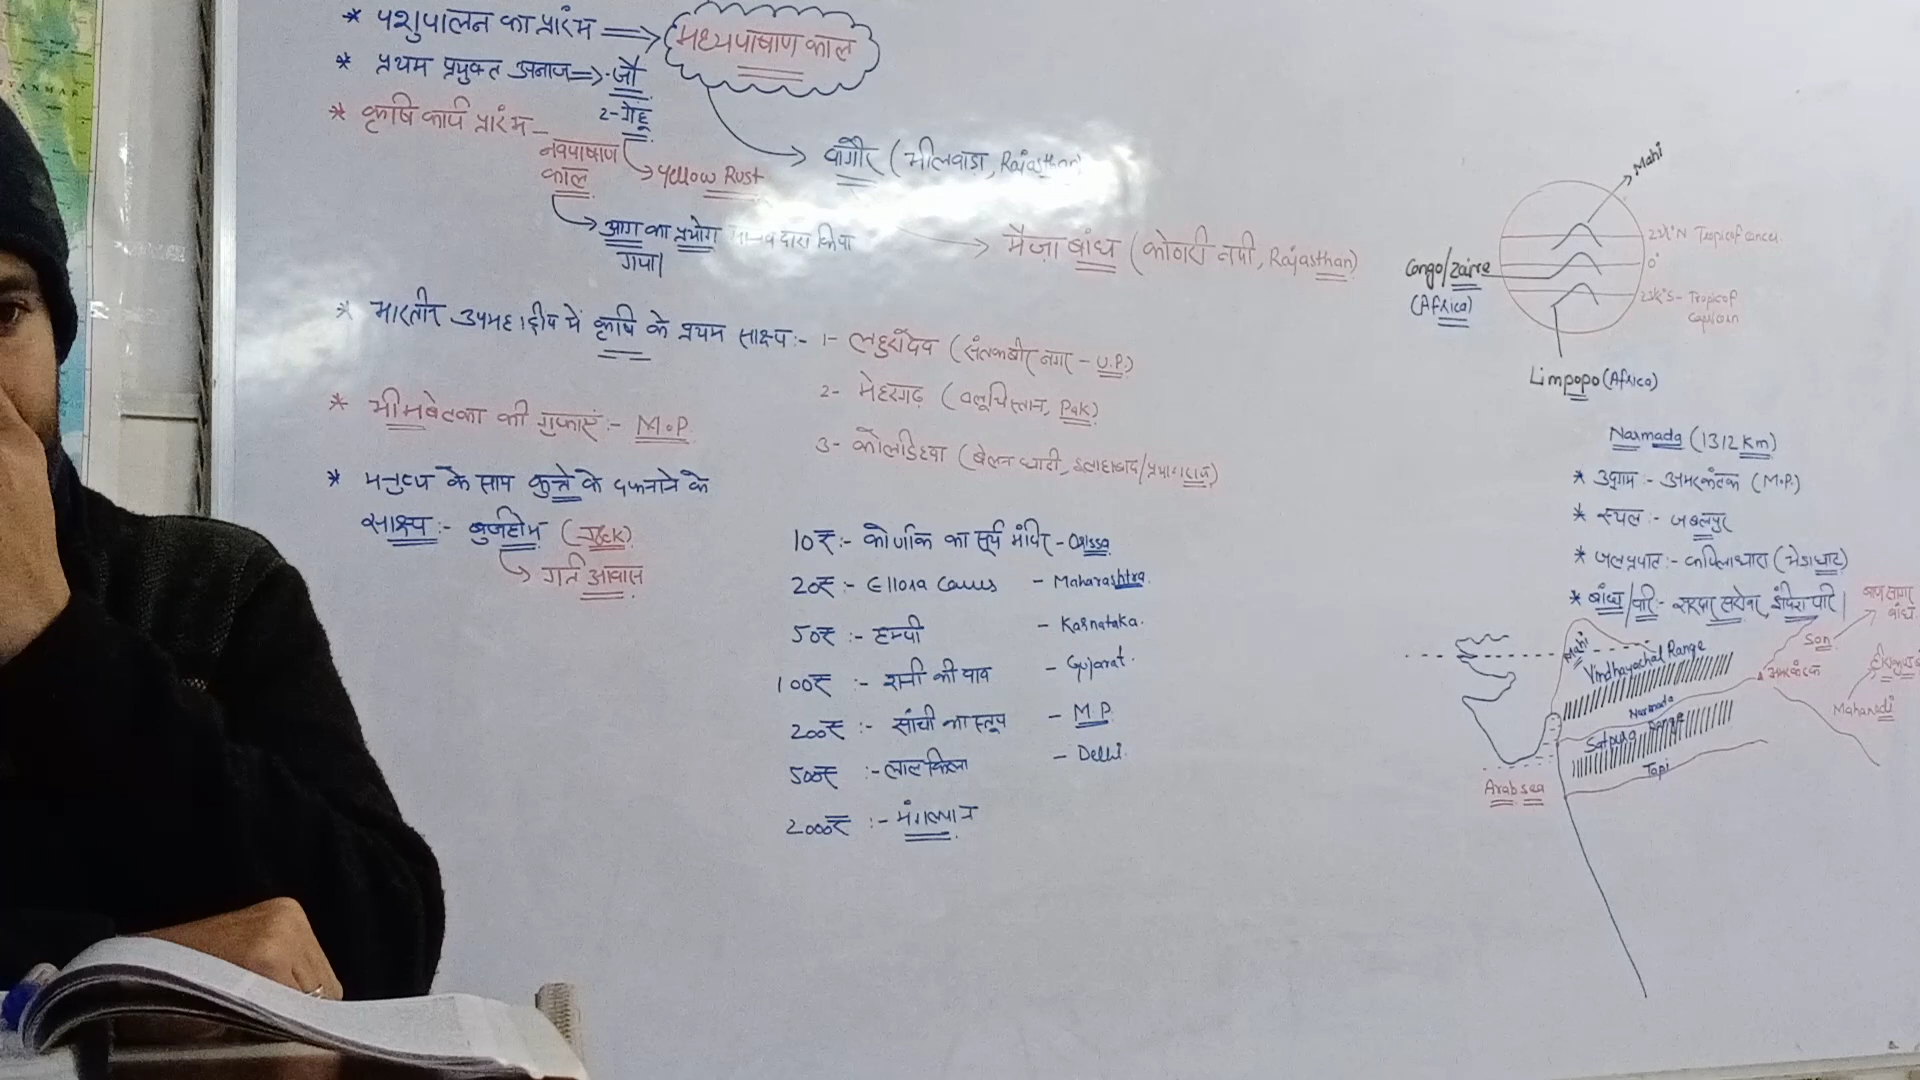 * पशुपालन का प्रारंभ ⇒ मध्यपाषाण काल
* प्रथम प्रयुक्त अनाज ⇒ जौ
2- गेहू
* कृषि कार्य प्रारंभ -
नवपाषाण
काल
Yellow Rust
बागौर (भीलवाडा, Rajasthan)
आग का प्रयोग मानव द्वारा किया
गया।
मैज़ा बांध (कोठारी नदी, Rajasthan)
* भारतीय उपमहाद्वीप में कृषि के प्रथम साक्ष्य :- 1- लहुरादेव (संतकबीर नगर - U.P.)
2- मेहरगढ़ (वलूचिस्तान, Pak)
3- कोलडिहवा (बेलन घाटी, इलाहाबाद/प्रयागराज)
* भीमबेटका की गुफाएं :- M.P.
* मनुष्य के साथ कुत्ते के दफनाने के
साक्ष्य :- बुर्जहोम (J&K)
गर्त आवास
10₹ :- कोर्णाक का सूर्य मंदिर - Orissa
20₹ :- Ellora Caves - Maharashtra.
50₹ :- हम्पी - Karnataka.
100₹ :- रानी की वाव - Gujarat.
200₹ :- सांची का स्तूप - M.P.
500₹ :- लाल किला - Delhi.
2000₹ :- मंगलयान
Mahi
23½°N Tropic of Cancer
0°
Congo/Zaire
(Africa)
23½°S - Tropic of
Capricorn
Limpopo (Africa)
Narmada (1312 Km)
* उद्गम :- अमरकंटक (M.P.)
* स्थल :- जबलपुर
* जलप्रपात :- कपिलाधारा (भेडाघाट)
* बांध/परि :- सरदार सरोवर, इंदिरा परि।
बाण सागर
बांध
Son
Mahi
Vindhayachal Range
अमरकंटक
Mahanadi
Narmada
Satpura Range
Tapi
Arab sea
YANMAR